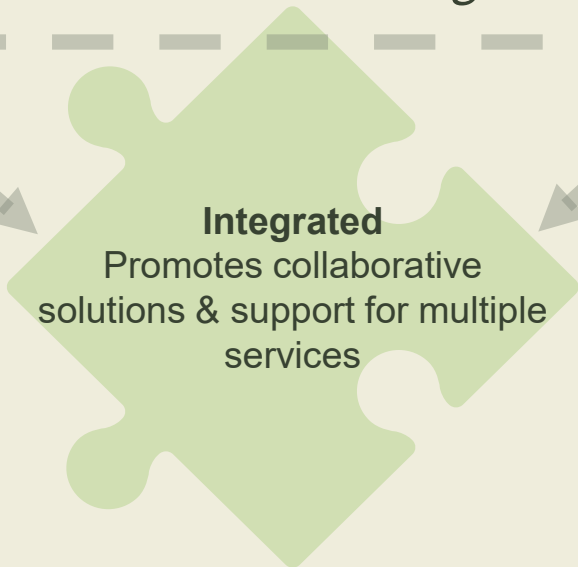 Integrated
Promotes collaborative
solutions & support for multiple
services